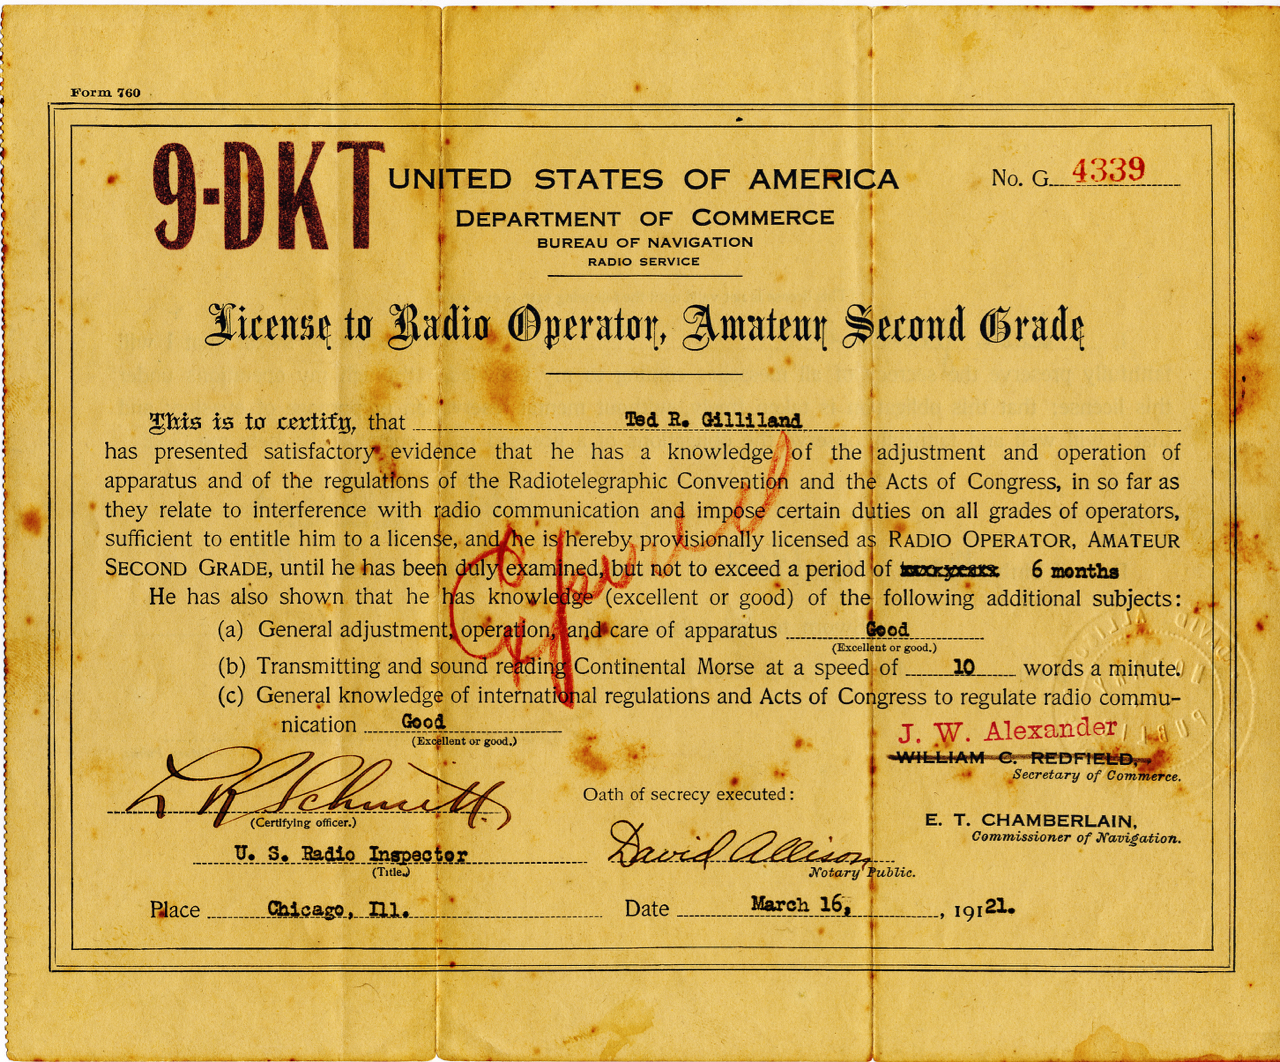 Form 760
9-DKT
UNITED STATES OF AMERICA
No. G 4339
DEPARTMENT OF COMMERCE
BUREAU OF NAVIGATION
RADIO SERVICE
License to Radio Operator, Amateur Second Grade
This is to certify, that Ted R. Gilliland
has presented satisfactory evidence that he has a knowledge of the adjustment and operation of
apparatus and of the regulations of the Radiotelegraphic Convention and the Acts of Congress, in so far as
they relate to interference with radio communication and impose certain duties on all grades of operators,
sufficient to entitle him to a license, and he is hereby provisionally licensed as RADIO OPERATOR, AMATEUR
SECOND GRADE, until he has been duly examined, but not to exceed a period of 6 months
He has also shown that he has knowledge (excellent or good) of the following additional subjects:
(a) General adjustment, operation, and care of apparatus Good
(Excellent or good.)
(b) Transmitting and sound reading Continental Morse at a speed of 10 words a minute.
(c) General knowledge of international regulations and Acts of Congress to regulate radio commu-
nication Good
(Excellent or good.)
Expired
J. W. Alexander
WILLIAM C. REDFIELD,
Secretary of Commerce.
L R Schmitt.
(Certifying officer.)
Oath of secrecy executed:
E. T. CHAMBERLAIN,
Commissioner of Navigation.
U. S. Radio Inspector
(Title.)
David Allison
Notary Public.
Place Chicago, Ill.
Date March 16, , 19121.